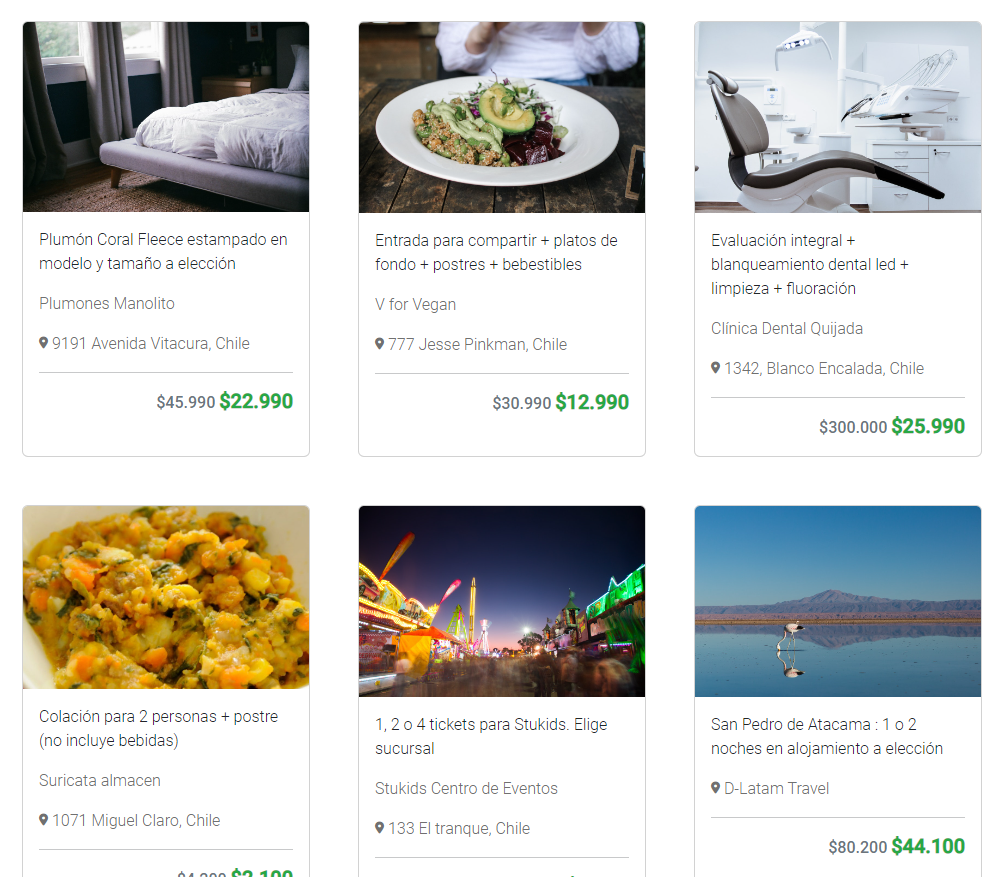 Plumón Coral Fleece estampado en
modelo y tamaño a elección
Plumones Manolito
9191 Avenida Vitacura, Chile
$45.990 $22.990
Entrada para compartir + platos de
fondo + postres + bebestibles
V for Vegan
777 Jesse Pinkman, Chile
$30.990 $12.990
Evaluación integral +
blanqueamiento dental led +
limpieza + fluoración
Clínica Dental Quijada
1342, Blanco Encalada, Chile
$300.000 $25.990
Colación para 2 personas + postre
(no incluye bebidas)
Suricata almacen
1071 Miguel Claro, Chile
1, 2 o 4 tickets para Stukids. Elige
sucursal
Stukids Centro de Eventos
133 El tranque, Chile
San Pedro de Atacama : 1 o 2
noches en alojamiento a elección
D-Latam Travel
$80.200 $44.100